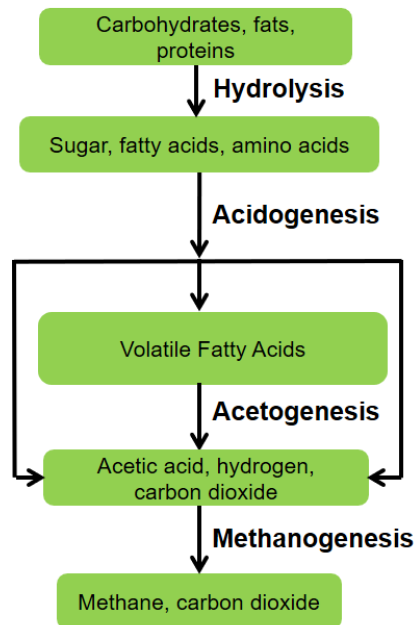 Carbohydrates, fats,
proteins
Hydrolysis
Sugar, fatty acids, amino acids
Acidogenesis
Volatile Fatty Acids
Acetogenesis
Acetic acid, hydrogen,
carbon dioxide
Methanogenesis
Methane, carbon dioxide